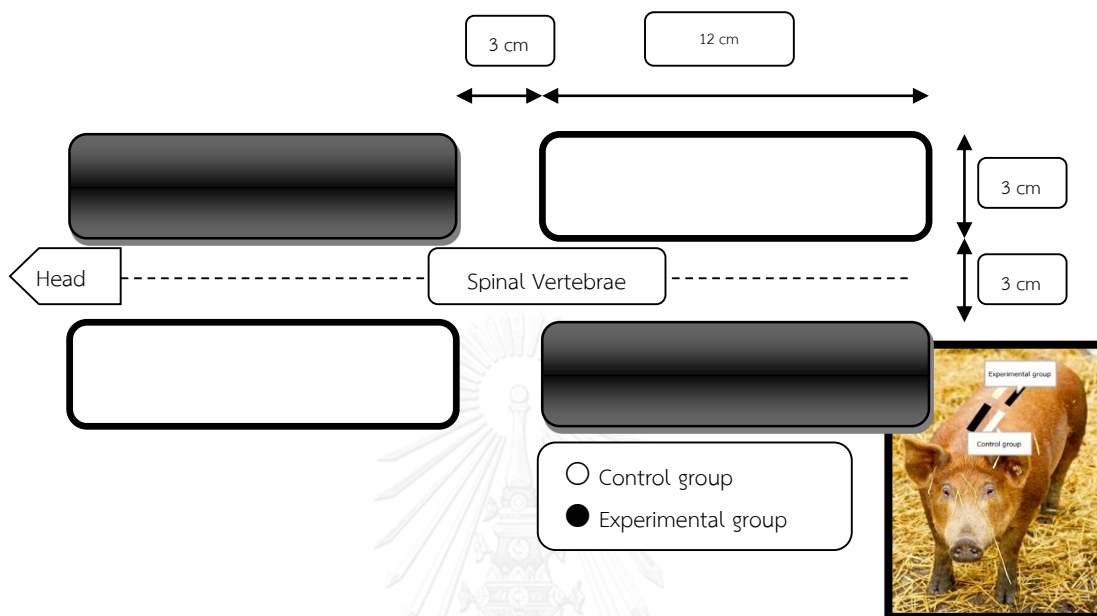 3 cm
12 cm
3 cm
Head
Spinal Vertebrae
3 cm
Experimental group
Control group
Control group
Experimental group